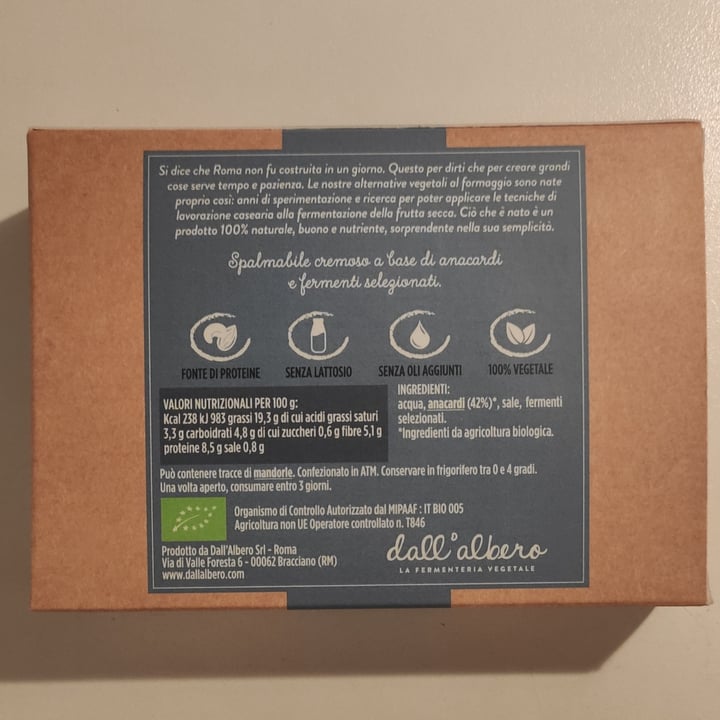 Si dice che Roma non fu costruita in un giorno. Questo per dirti che per creare grandi
cose serve tempo e pazienza. Le nostre alternative vegetali al formaggio sono nate
proprio così: anni di sperimentazione e ricerca per poter applicare le tecniche di
lavorazione casearia alla fermentazione della frutta secca. Ciò che è nato è un
prodotto 100% naturale, buono e nutriente, sorprendente nella sua semplicità.
Spalmabile cremoso a base di anacardi
e fermenti selegionati.
FONTE DI PROTEINE
SENZA LATTOSIO
SENZA OLI AGGIUNTI
100% VEGETALE
VALORI NUTRIZIONALI PER 100 g:
Kcal 238 kJ 983 grassi 19,3 g di cui acidi grassi saturi
3,3 g carboidrati 4,8 g di cui zuccheri 0,6 g fibre 5,1 g
proteine 8,5 g sale 0,8 g
INGREDIENTI:
acqua, anacardi (42%)*, sale, fermenti
selezionati.
*Ingredienti da agricoltura biologica.
Può contenere tracce di mandorle. Confezionato in ATM. Conservare in frigorifero tra 0 e 4 gradi.
Una volta aperto, consumare entro 3 giorni.
Organismo di Controllo Autorizzato dal MIPAAF : IT BIO 005
Agricoltura non UE Operatore controllato n. T846
Prodotto da Dall'Albero Srl - Roma
Via di Valle Foresta 6 - 00062 Bracciano (RM)
www.dallalbero.com
dall'albero
LA FERMENTERIA VEGETALE